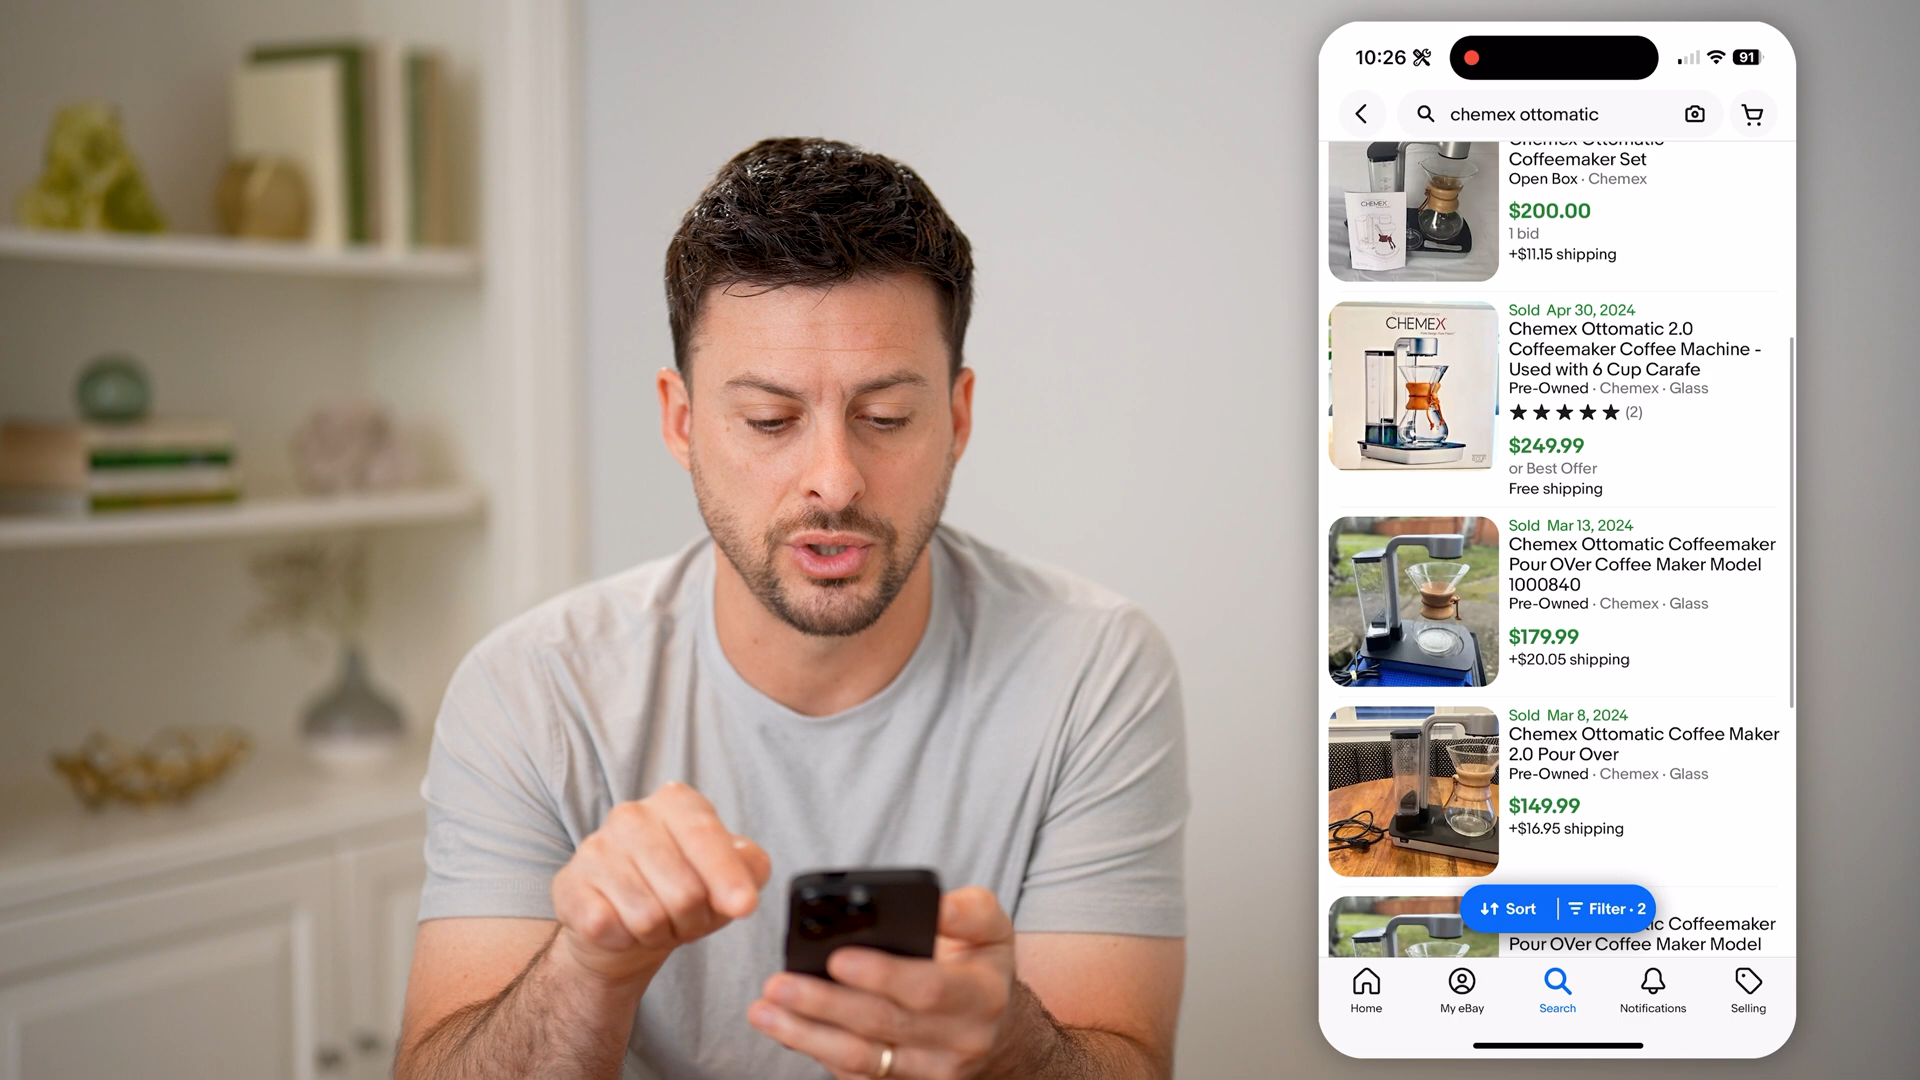 10:26
91
chemex ottomatic
Chemex Ottomatic
Coffeemaker Set
Open Box · Chemex
$200.00
1 bid
+$11.15 shipping
CHEMEX
Sold Apr 30, 2024
Chemex Ottomatic 2.0
Coffeemaker Coffee Machine -
Used with 6 Cup Carafe
Pre-Owned · Chemex · Glass
(2)
$249.99
or Best Offer
Free shipping
CHEMEX
Sold Mar 13, 2024
Chemex Ottomatic Coffeemaker
Pour OVer Coffee Maker Model
1000840
Pre-Owned · Chemex · Glass
$179.99
+$20.05 shipping
Sold Mar 8, 2024
Chemex Ottomatic Coffee Maker
2.0 Pour Over
Pre-Owned · Chemex · Glass
$149.99
+$16.95 shipping
Sort
Filter · 2
ic Coffeemaker
Pour OVer Coffee Maker Model
Home
My eBay
Search
Notifications
Selling